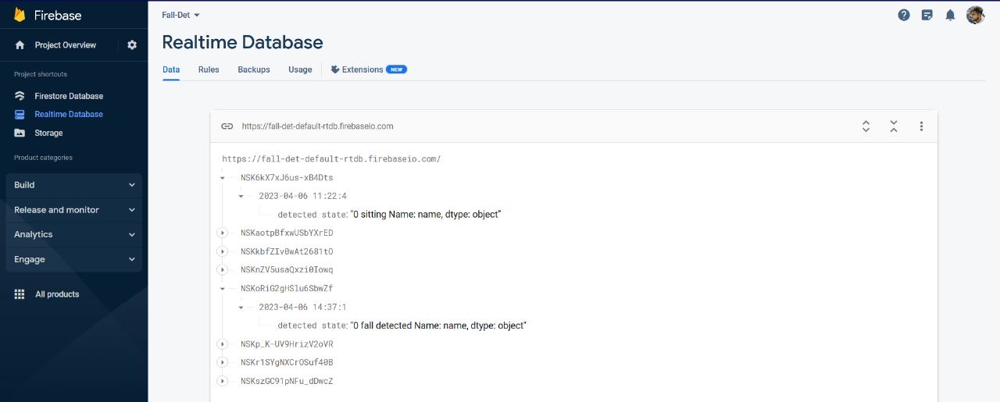 Firebase
Fall-Det
Project Overview
Realtime Database
Project shortcuts
Data Rules Backups Usage Extensions NEW
Firestore Database
Realtime Database
Storage
Product categories
Build
Release and monitor
Analytics
Engage
All products
https://fall-det-default-rtdb.firebaseio.com
https://fall-det-default-rtdb.firebaseio.com/
NSK6kX7xJ6us-xB4Dts
2023-04-06 11:22:4
detected state: "0 sitting Name: name, dtype: object"
NSKaotpBfxwUSbYXrED
NSKkbfZIv0wAt2681tO
NSKnZV5usaQxzi0Iowq
NSKoRiG2gHSlu6SbwZf
2023-04-06 14:37:1
detected state: "0 fall detected Name: name, dtype: object"
NSKp_K-UV9HrizV2oVR
NSKr1SYgNXCrOSuf40B
NSKszGC91pNFu_dDwcZ